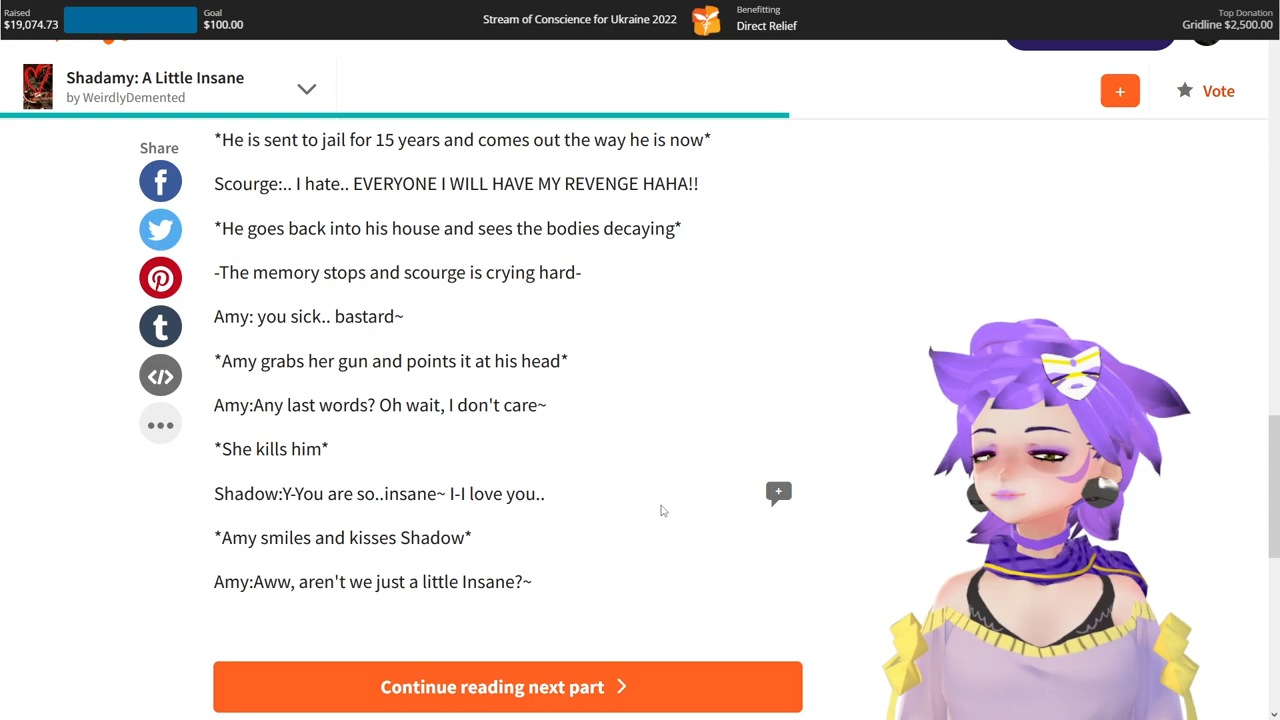 Raised
$19,074.73
Goal
$100.00
Stream of Conscience for Ukraine 2022
Benefitting
Direct Relief
Top Donation
Gridline $2,500.00
Shadamy: A Little Insane
by WeirdlyDemented
+
Vote
Share
*He is sent to jail for 15 years and comes out the way he is now*
Scourge:.. I hate.. EVERYONE I WILL HAVE MY REVENGE HAHA!!
*He goes back into his house and sees the bodies decaying*
-The memory stops and scourge is crying hard-
Amy: you sick.. bastard~
*Amy grabs her gun and points it at his head*
Amy:Any last words? Oh wait, I don't care~
*She kills him*
Shadow:Y-You are so..insane~ I-I love you..
+
*Amy smiles and kisses Shadow*
Amy:Aww, aren't we just a little Insane?~
Continue reading next part